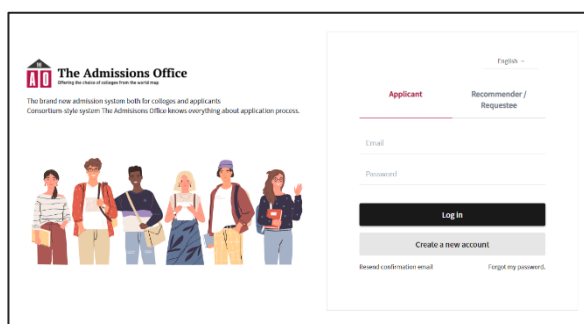 The Admissions Office
Offering the choice of colleges from the world map
The brand new admission system both for colleges and applicants
Consortium-style system The Admisisons Office knows everything about application process.
English
Applicant
Recommender /
Requestee
Email
Password
Log in
Create a new account
Resend confirmation email
Forgot my password.